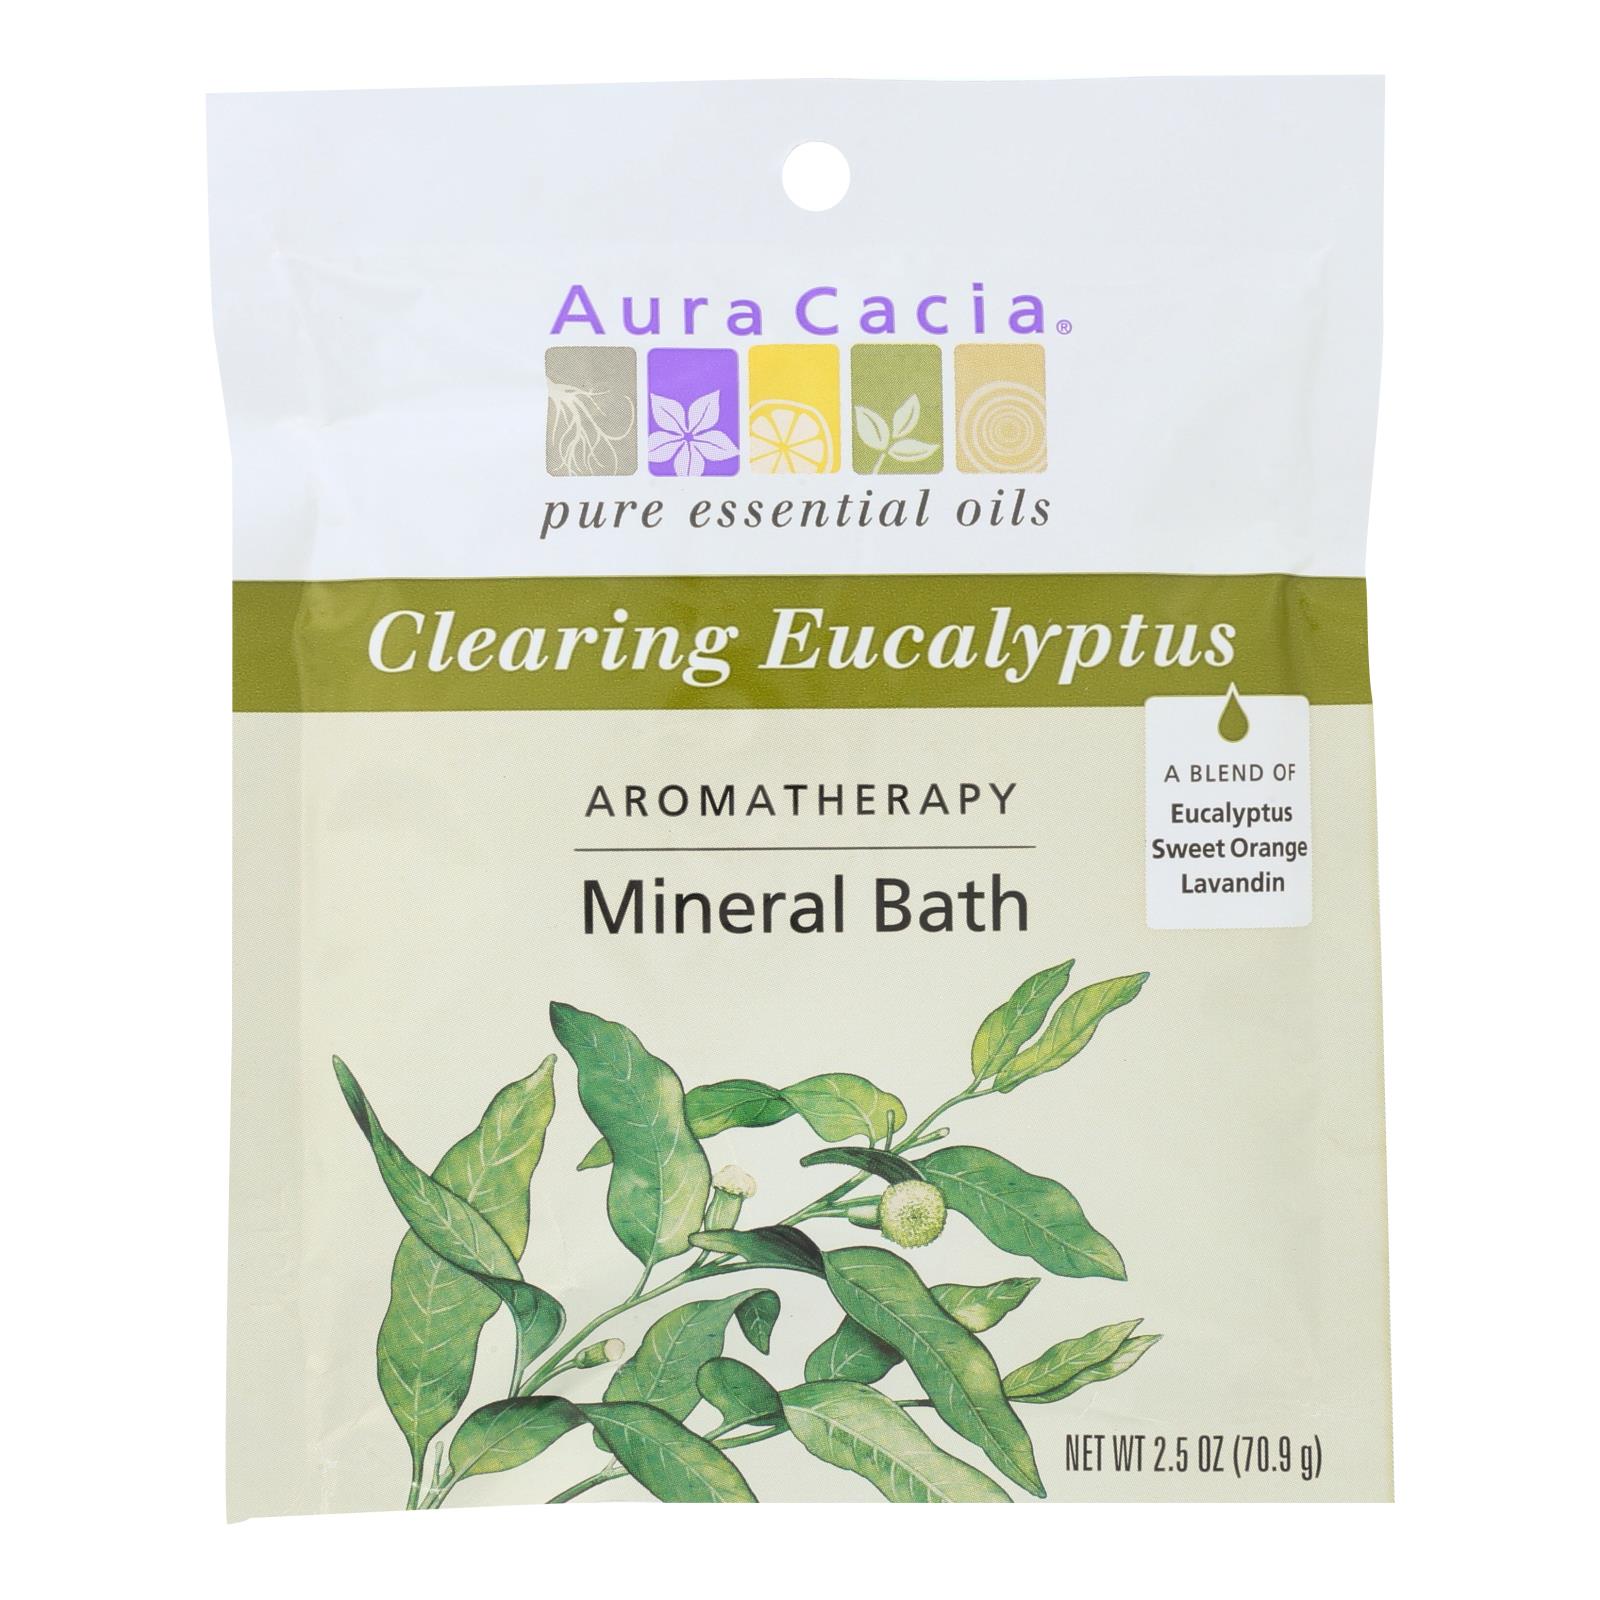 Aura Cacia®
pure essential oils
Clearing Eucalyptus
AROMATHERAPY
Mineral Bath
A BLEND OF
Eucalyptus
Sweet Orange
Lavandin
NET WT 2.5 OZ (70.9 g)